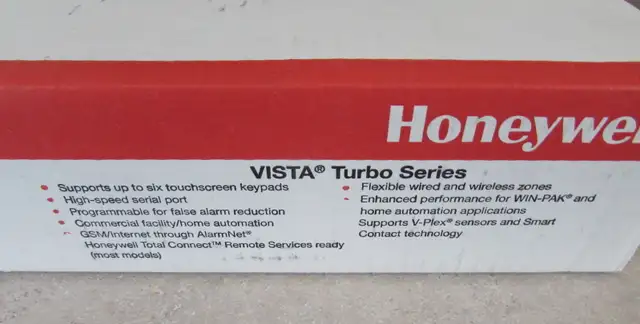 Honeywel
VISTA® Turbo Series
• Supports up to six touchscreen keypads
• High-speed serial port
• Programmable for false alarm reduction
• Commercial facility/home automation
• GSM/Internet through AlarmNet®
Honeywell Total Connect™ Remote Services ready
(most models)
• Flexible wired and wireless zones
• Enhanced performance for WIN-PAK® and
home automation applications
Supports V-Plex® sensors and Smart
Contact technology